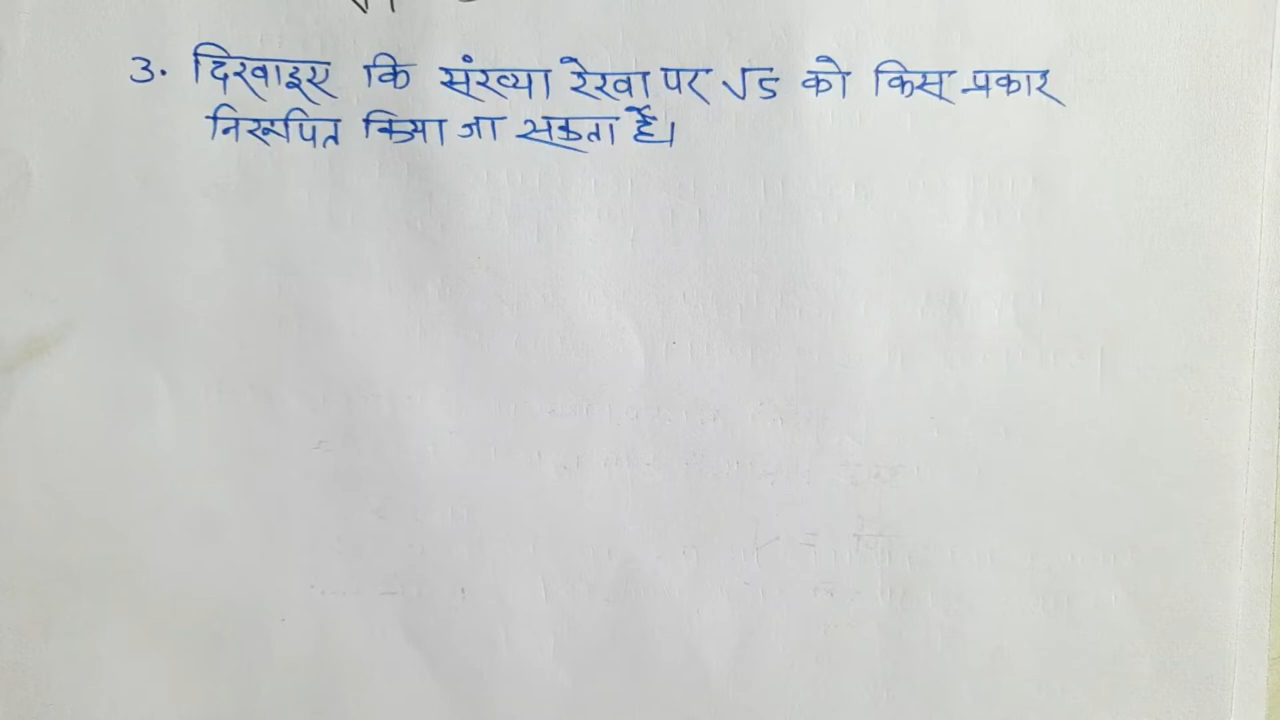 3. दिखाइए कि संख्या रेखा पर √5 को किस प्रकार
निरूपित किया जा सकता है।